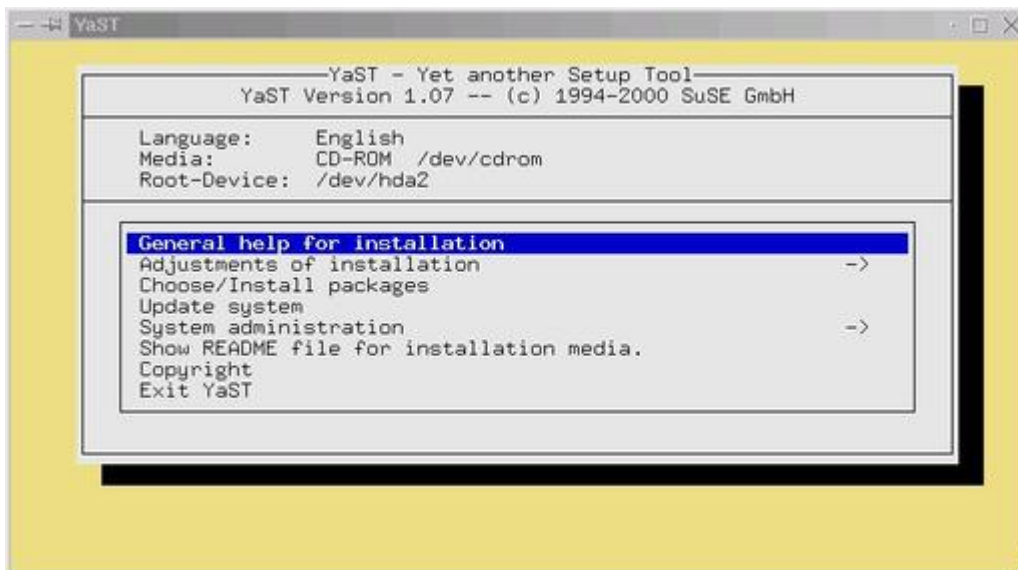 YaST
YaST - Yet another Setup Tool
YaST Version 1.07 -- (c) 1994-2000 SuSE GmbH
Language: English
Media: CD-ROM /dev/cdrom
Root-Device: /dev/hda2
General help for installation
Adjustments of installation ->
Choose/Install packages
Update system
System administration ->
Show README file for installation media.
Copyright
Exit YaST